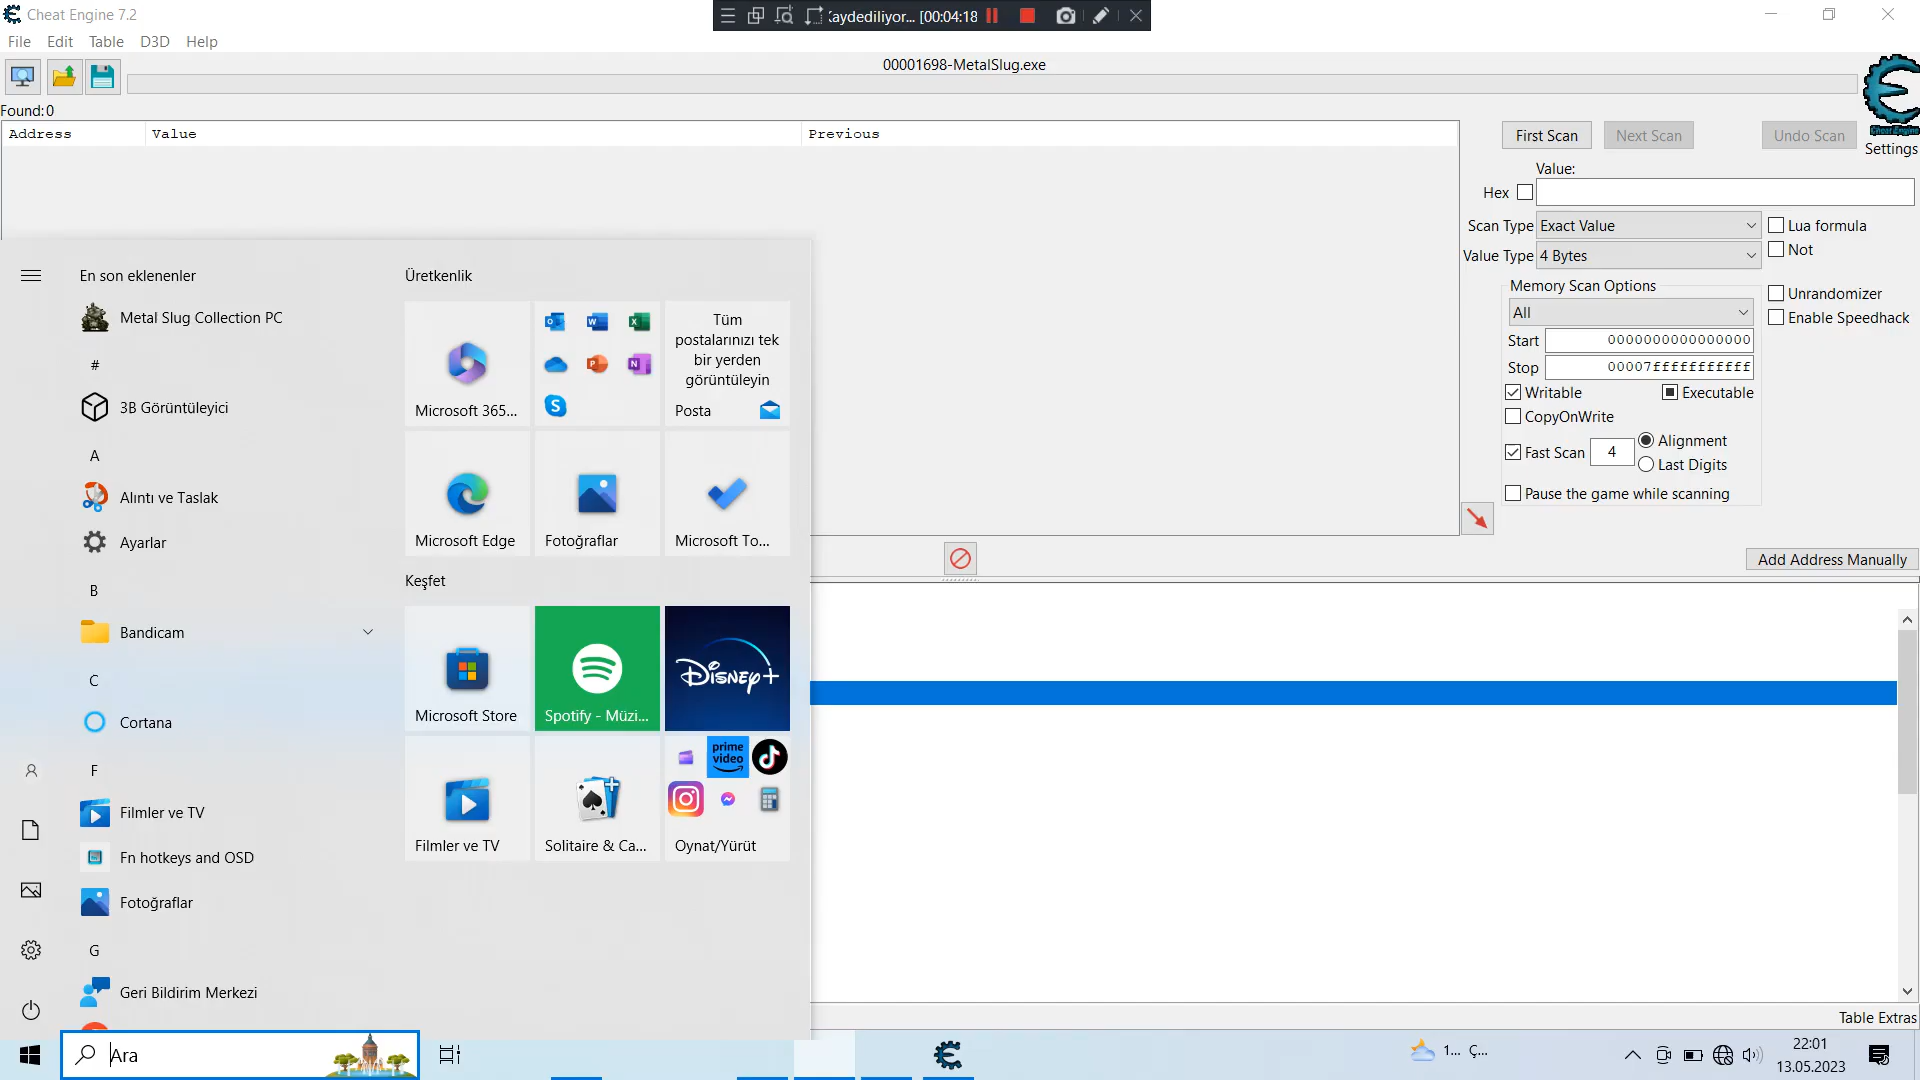 Cheat Engine 7.2
Kaydediliyor... [00:04:18
File Edit Table D3D Help
00001698-MetalSlug.exe
Found: 0
Address Value Previous
First Scan Next Scan Undo Scan
Cheat Engine
Settings
Value:
Hex
Scan Type Exact Value Lua formula
Value Type 4 Bytes Not
Memory Scan Options
All
Unrandomizer
Enable Speedhack
Start 0000000000000000
Stop 00007fffffffffff
Writable Executable
CopyOnWrite
Fast Scan 4 Alignment
Last Digits
Pause the game while scanning
Add Address Manually
En son eklenenler
Metal Slug Collection PC
#
3B Görüntüleyici
A
Alıntı ve Taslak
Ayarlar
B
Bandicam
C
Cortana
F
Filmler ve TV
Fn hotkeys and OSD
Fotoğraflar
G
Geri Bildirim Merkezi
Üretkenlik
Microsoft 365...
Tüm
postalarınızı tek
bir yerden
görüntüleyin
Posta
Microsoft Edge
Fotoğraflar
Microsoft To...
Keşfet
Microsoft Store
Spotify - Müzi...
Disney+
Filmler ve TV
Solitaire & Ca...
prime
video
Oynat/Yürüt
Table Extras
Ara
1... Ç...
22:01
13.05.2023